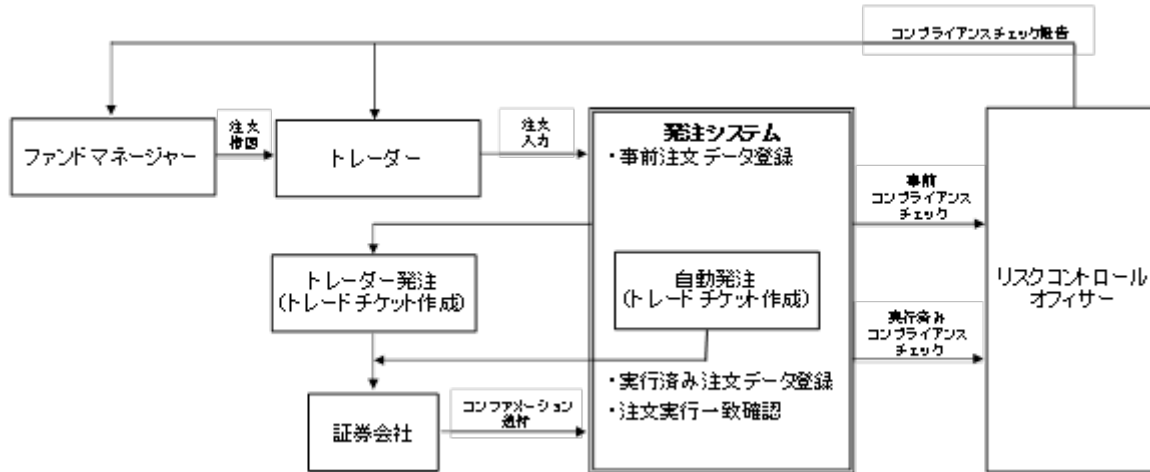 コンプライアンスチェック報告
ファンドマネージャー
注文
トレーダー
注文
入力
発注システム
・事前注文データ登録
事前
コンプライアンス
チェック
トレーダー発注
(トレードチケット作成)
自動発注
(トレードチケット作成)
リスクコントロール
オフィサー
実行済み
コンプライアンス
チェック
・実行済み注文データ登録
・注文実行一致確認
証券会社
コンファメーション
送付